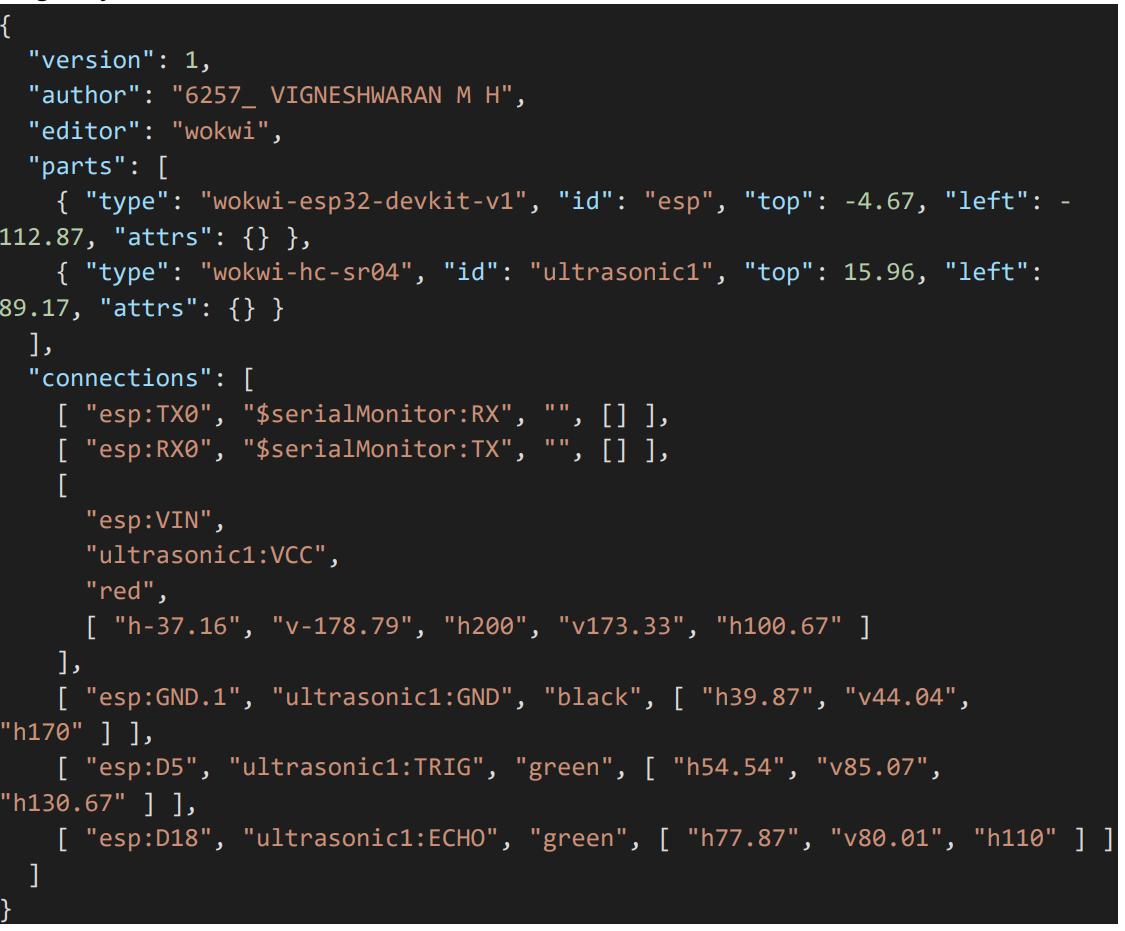 {
  "version": 1,
  "author": "6257_ VIGNESHWARAN M H",
  "editor": "wokwi",
  "parts": [
    { "type": "wokwi-esp32-devkit-v1", "id": "esp", "top": -4.67, "left": -
112.87, "attrs": {} },
    { "type": "wokwi-hc-sr04", "id": "ultrasonic1", "top": 15.96, "left":
89.17, "attrs": {} }
  ],
  "connections": [
    [ "esp:TX0", "$serialMonitor:RX", "", [] ],
    [ "esp:RX0", "$serialMonitor:TX", "", [] ],
    [
      "esp:VIN",
      "ultrasonic1:VCC",
      "red",
      [ "h-37.16", "v-178.79", "h200", "v173.33", "h100.67" ]
    ],
    [ "esp:GND.1", "ultrasonic1:GND", "black", [ "h39.87", "v44.04",
"h170" ] ],
    [ "esp:D5", "ultrasonic1:TRIG", "green", [ "h54.54", "v85.07",
"h130.67" ] ],
    [ "esp:D18", "ultrasonic1:ECHO", "green", [ "h77.87", "v80.01", "h110" ] ]
  ]
}